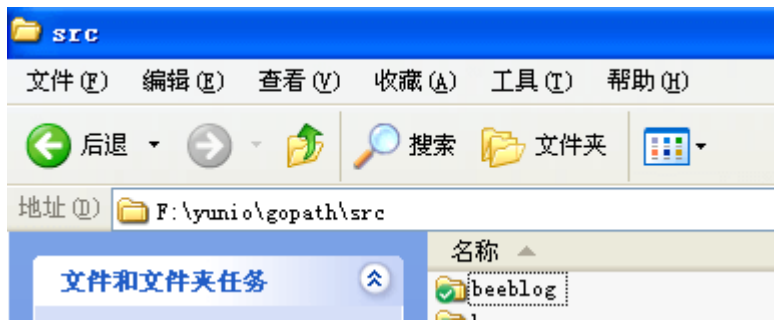 src
文件(F) 编辑(E) 查看(V) 收藏(A) 工具(T) 帮助(H)
后退 搜索 文件夹
地址(D) F:\yunio\gopath\src
名称
文件和文件夹任务
beeblog